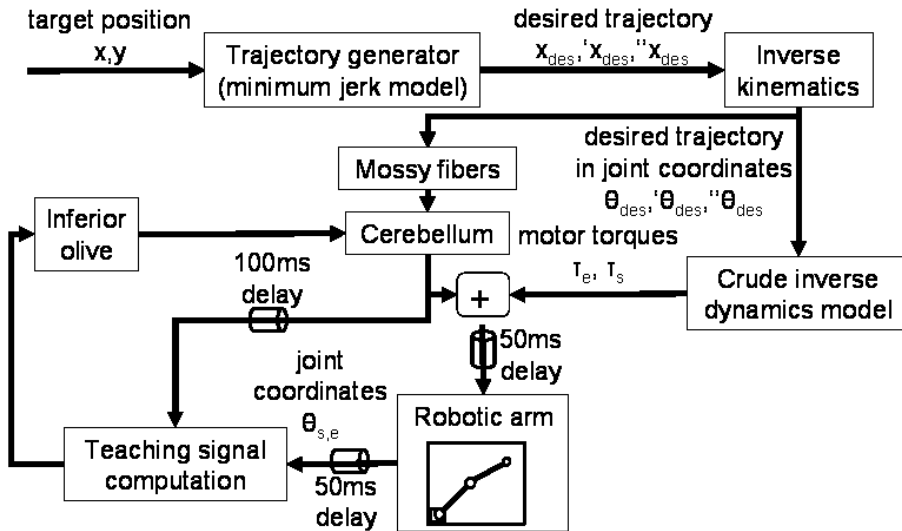 target position
x,y
Trajectory generator
(minimum jerk model)
desired trajectory
x_des,'x_des,''x_des
Inverse
kinematics
desired trajectory
in joint coordinates
θ_des,'θ_des,''θ_des
Mossy fibers
Inferior
olive
Cerebellum
motor torques
τ_e, τ_s
100ms
delay
+
Crude inverse
dynamics model
50ms
delay
joint
coordinates
θ_s,e
Robotic arm
Teaching signal
computation
50ms
delay